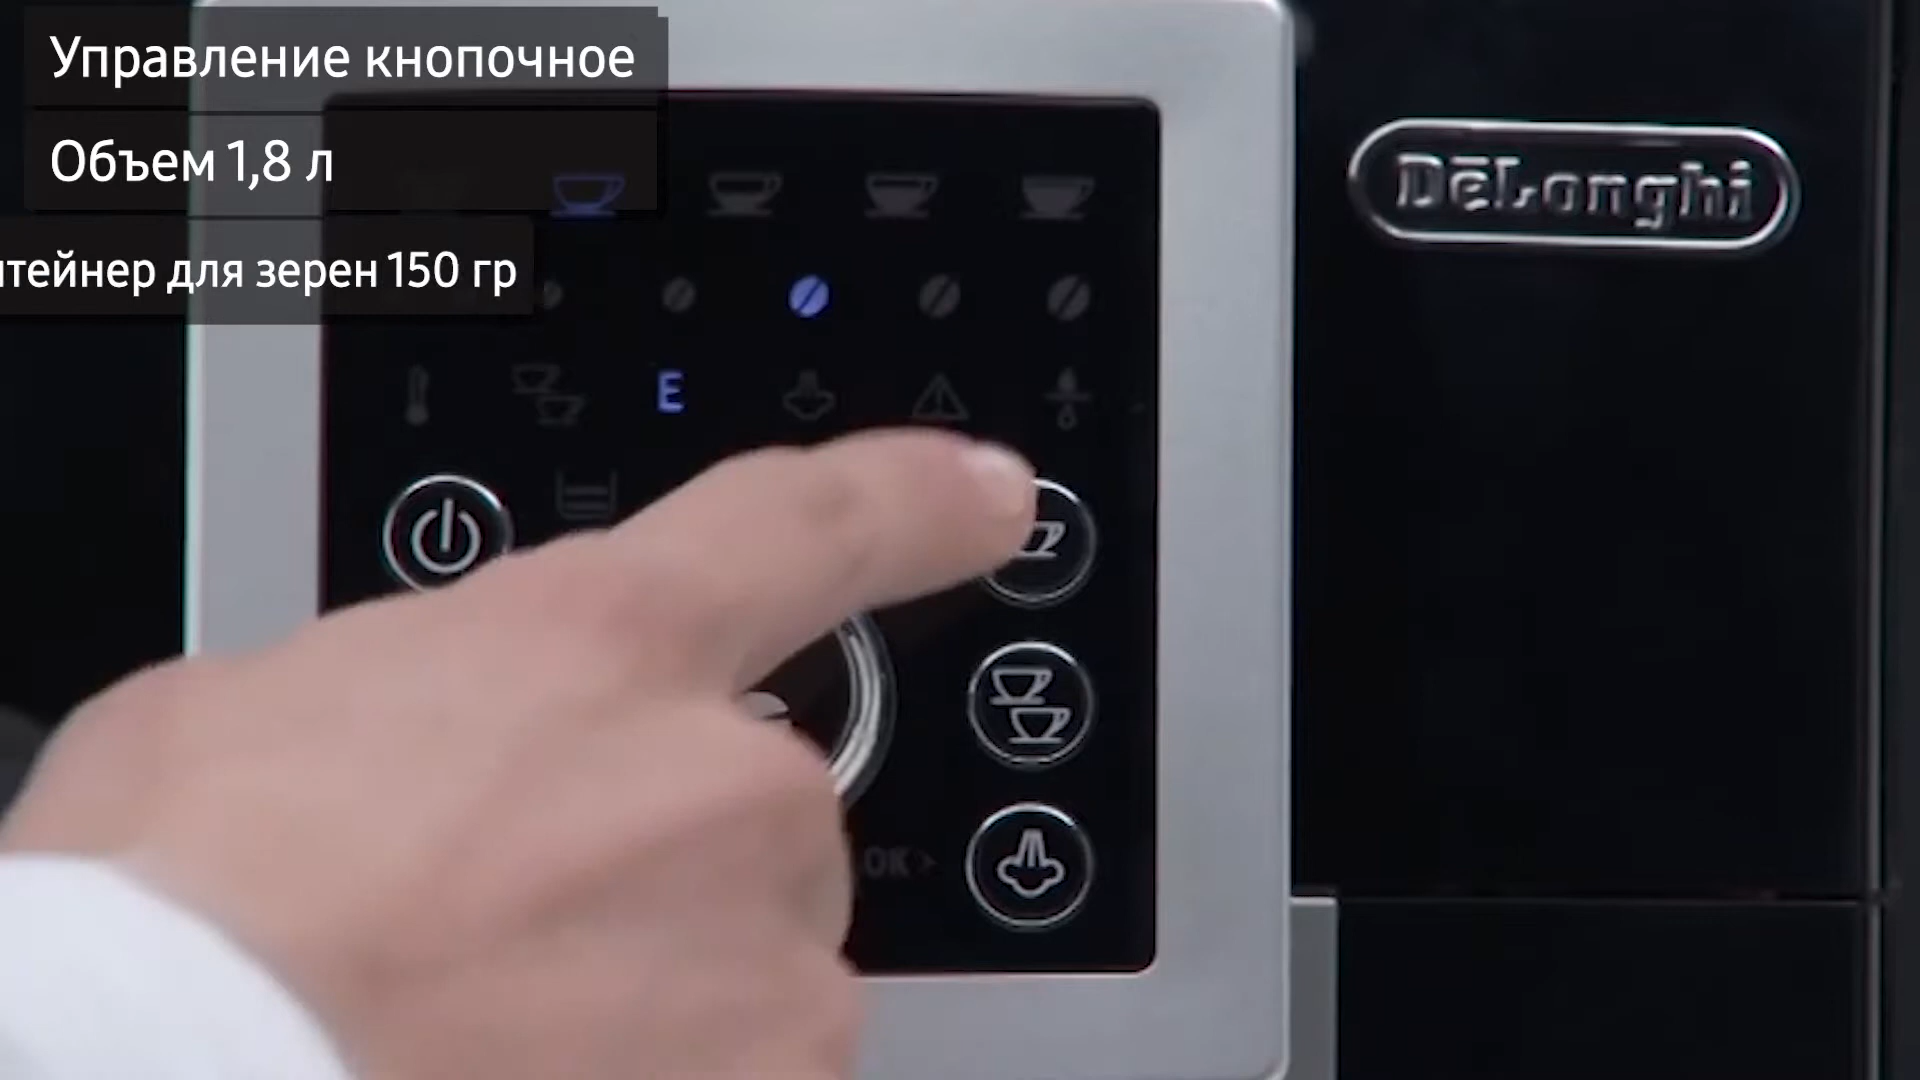 Управление кнопочное
Объем 1,8 л
тейнер для зерен 150 гр
DeLonghi
E
OK>